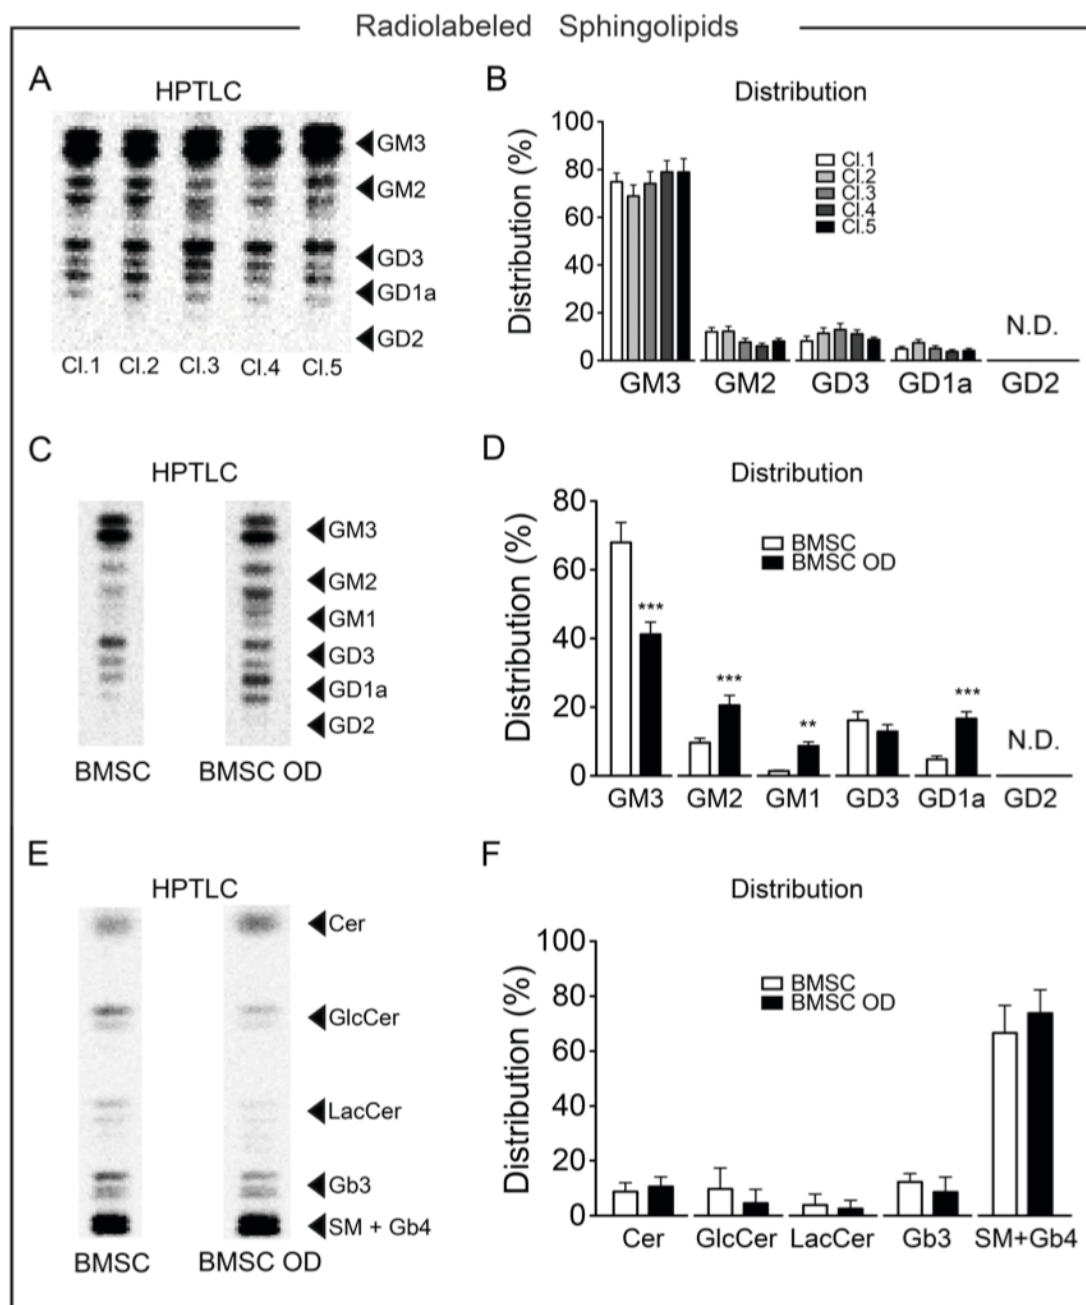 Radiolabeled Sphingolipids
A
HPTLC
GM3
GM2
GD3
GD1a
GD2
Cl.1 Cl.2 Cl.3 Cl.4 Cl.5
B
Distribution
Distribution (%)
100
80
60
40
20
0
Cl.1
Cl.2
Cl.3
Cl.4
Cl.5
N.D.
GM3 GM2 GD3 GD1a GD2
C
HPTLC
GM3
GM2
GM1
GD3
GD1a
GD2
BMSC BMSC OD
D
Distribution
Distribution (%)
80
60
40
20
0
BMSC
BMSC OD
***
***
**
***
N.D.
GM3 GM2 GM1 GD3 GD1a GD2
E
HPTLC
Cer
GlcCer
LacCer
Gb3
SM + Gb4
BMSC BMSC OD
F
Distribution
Distribution (%)
100
80
60
40
20
0
BMSC
BMSC OD
Cer GlcCer LacCer Gb3 SM+Gb4